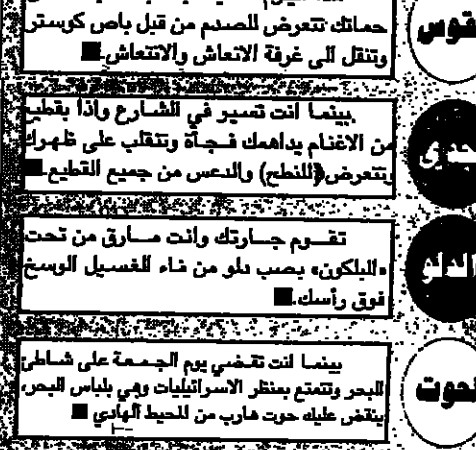 قوس
حماتك تتعرض للصدم من قبل باص كوستر
وتنقل الى غرفة الانعاش والانتعاش.
جدي
بينما انت تسير في الشارع واذا بقطيع
من الاغنام يداهمك فجأة وتنقلب على ظهرك
وتتعرض (للنطح) والدعس من جميع القطيع.
الدلو
تقوم جارتك وانت مارق من تحت
«البلكون» بصب دلو من ماء الغسيل الوسخ
فوق رأسك.
حوت
بينما انت تقضي يوم الجمعة على شاطئ
البحر وتتمتع بمنظر الاسرائيليات وهي بلباس البحر،
ينقض عليك حوت هارب من المحيط الهادي